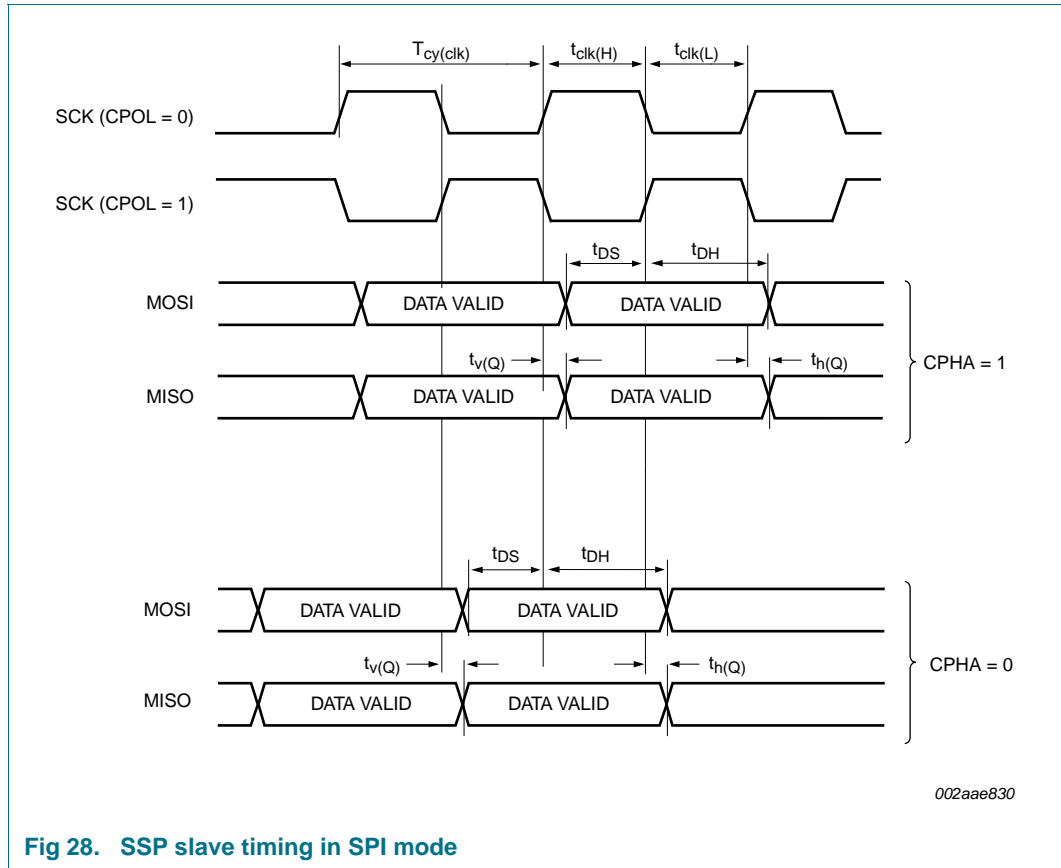 Tcy(clk) tclk(H) tclk(L)
SCK (CPOL = 0)
SCK (CPOL = 1)
tDS tDH
MOSI DATA VALID DATA VALID
tv(Q) th(Q)
CPHA = 1
MISO DATA VALID DATA VALID
tDS tDH
MOSI DATA VALID DATA VALID
tv(Q) th(Q)
CPHA = 0
MISO DATA VALID DATA VALID
002aae830
Fig 28. SSP slave timing in SPI mode